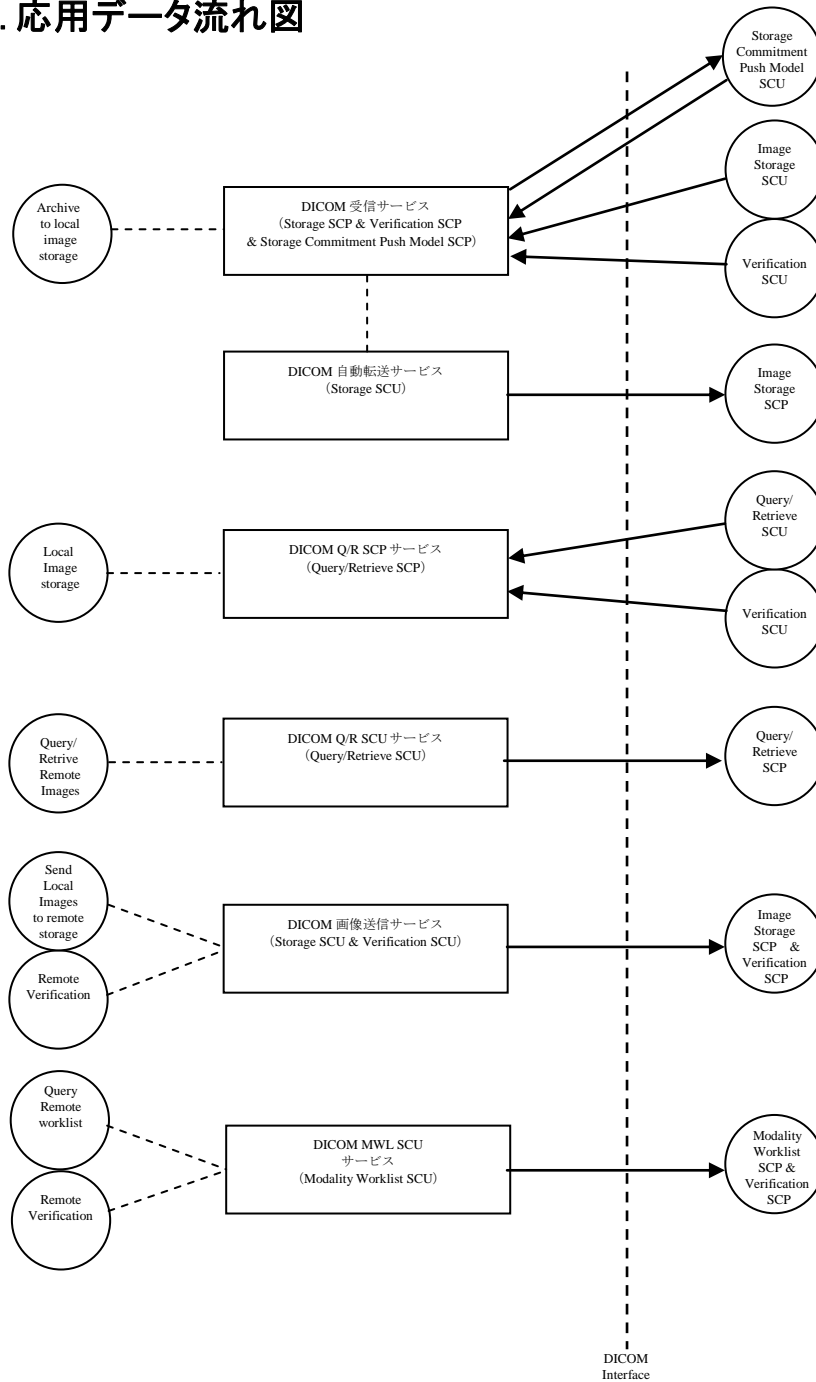 . 応用データ流れ図
Storage
Commitment
Push Model
SCU
Image
Storage
SCU
Verification
SCU
Archive
to local
image
storage
DICOM 受信サービス
（Storage SCP & Verification SCP
& Storage Commitment Push Model SCP）
DICOM 自動転送サービス
（Storage SCU）
Image
Storage
SCP
Query/
Retrieve
SCU
Verification
SCU
Local
Image
storage
DICOM Q/R SCP サービス
（Query/Retrieve SCP）
Query/
Retrive
Remote
Images
DICOM Q/R SCU サービス
（Query/Retrieve SCU）
Query/
Retrieve
SCP
Send
Local
Images
to remote
storage
Remote
Verification
DICOM 画像送信サービス
（Storage SCU & Verification SCU）
Image
Storage
SCP &
Verification
SCP
Query
Remote
worklist
Remote
Verification
DICOM MWL SCU
サービス
（Modality Worklist SCU）
Modality
Worklist
SCP &
Verification
SCP
DICOM
Interface